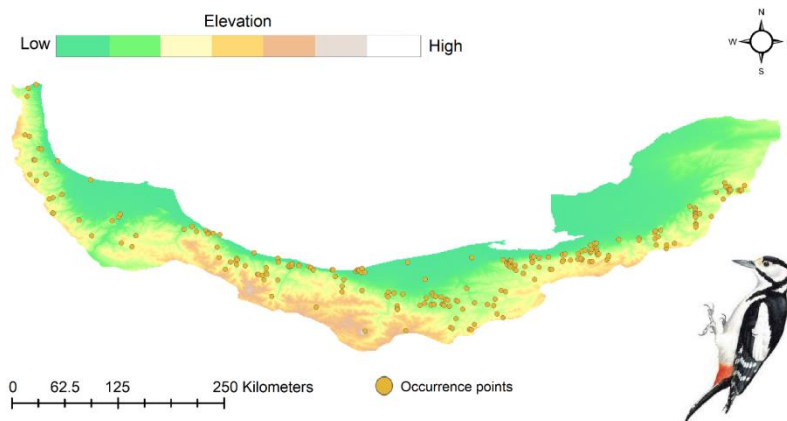 Elevation
Low High
N
W E
S
0 62.5 125 250 Kilometers
Occurrence points